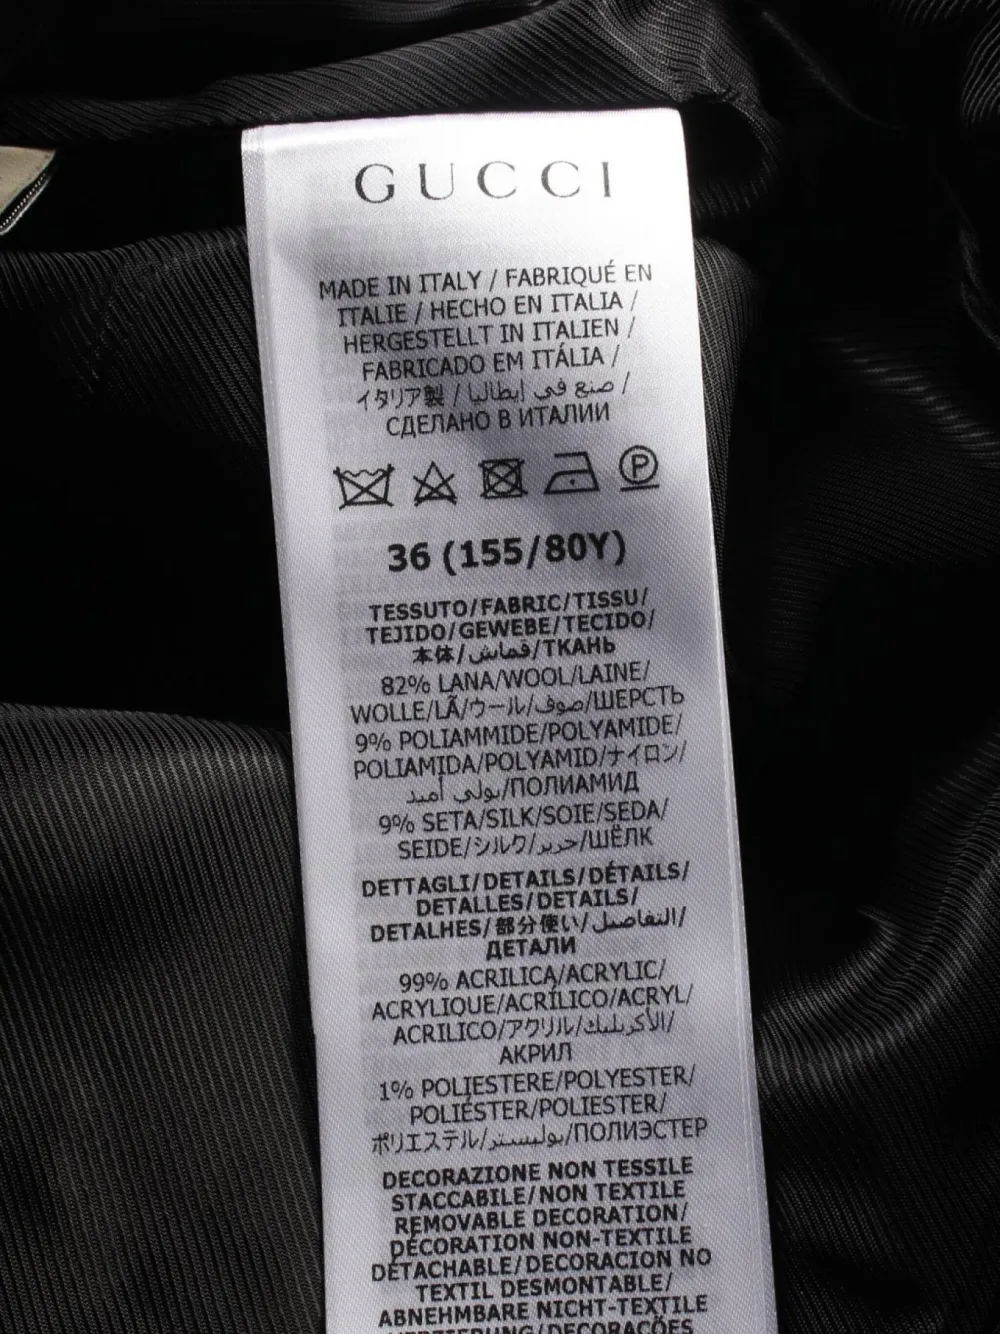 GUCCI
MADE IN ITALY / FABRIQUÉ EN
ITALIE / HECHO EN ITALIA /
HERGESTELLT IN ITALIEN /
FABRICADO EM ITÁLIA /
イタリア製 / صنع في إيطاليا /
СДЕЛАНО В ИТАЛИИ
P
36 (155/80Y)
TESSUTO/FABRIC/TISSU/
TEJIDO/GEWEBE/TECIDO/
本体/قماش/ТКАНЬ
82% LANA/WOOL/LAINE/
WOLLE/LÃ/ウール/صوف/ШЕРСТЬ
9% POLIAMMIDE/POLYAMIDE/
POLIAMIDA/POLYAMID/ナイロン/
بولي أميد/ПОЛИАМИД
9% SETA/SILK/SOIE/SEDA/
SEIDE/シルク/حرير/ШЁЛК
DETTAGLI/DETAILS/DÉTAILS/
DETALLES/DETAILS/
DETALHES/部分使い/التفاصيل/
ДЕТАЛИ
99% ACRILICA/ACRYLIC/
ACRYLIQUE/ACRÍLICO/ACRYL/
ACRILICO/アクリル/الأكريليك/
АКРИЛ
1% POLIESTERE/POLYESTER/
POLIÉSTER/POLIESTER/
ポリエステル/بوليستر/ПОЛИЭСТЕР
DECORAZIONE NON TESSILE
STACCABILE/NON TEXTILE
REMOVABLE DECORATION/
DÉCORATION NON-TEXTILE
DÉTACHABLE/DECORACION NO
TEXTIL DESMONTABLE/
ABNEHMBARE NICHT-TEXTILE
VERZIERUNG/DECORAÇÕES